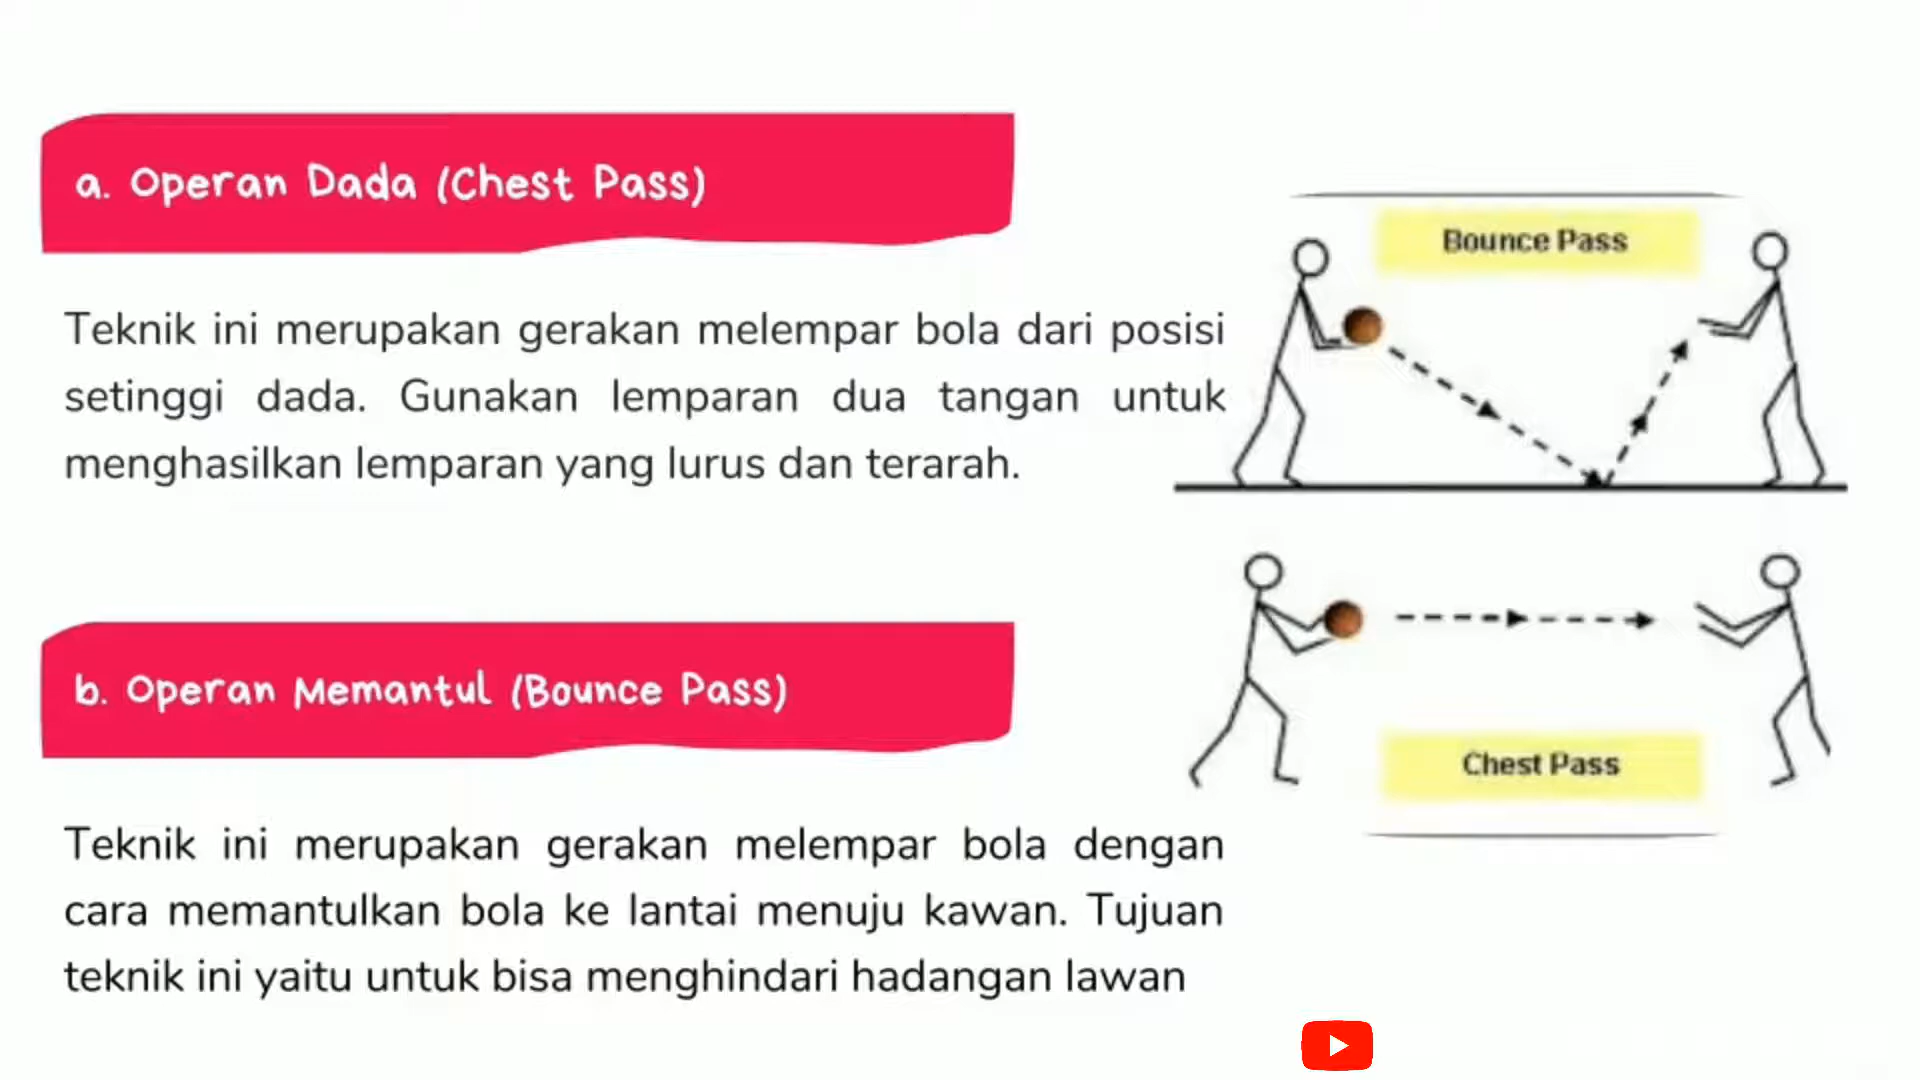 a. Operan Dada (Chest Pass)
Teknik ini merupakan gerakan melempar bola dari posisi
setinggi dada. Gunakan lemparan dua tangan untuk
menghasilkan lemparan yang lurus dan terarah.
b. Operan Memantul (Bounce Pass)
Teknik ini merupakan gerakan melempar bola dengan
cara memantulkan bola ke lantai menuju kawan. Tujuan
teknik ini yaitu untuk bisa menghindari hadangan lawan
Bounce Pass
Chest Pass